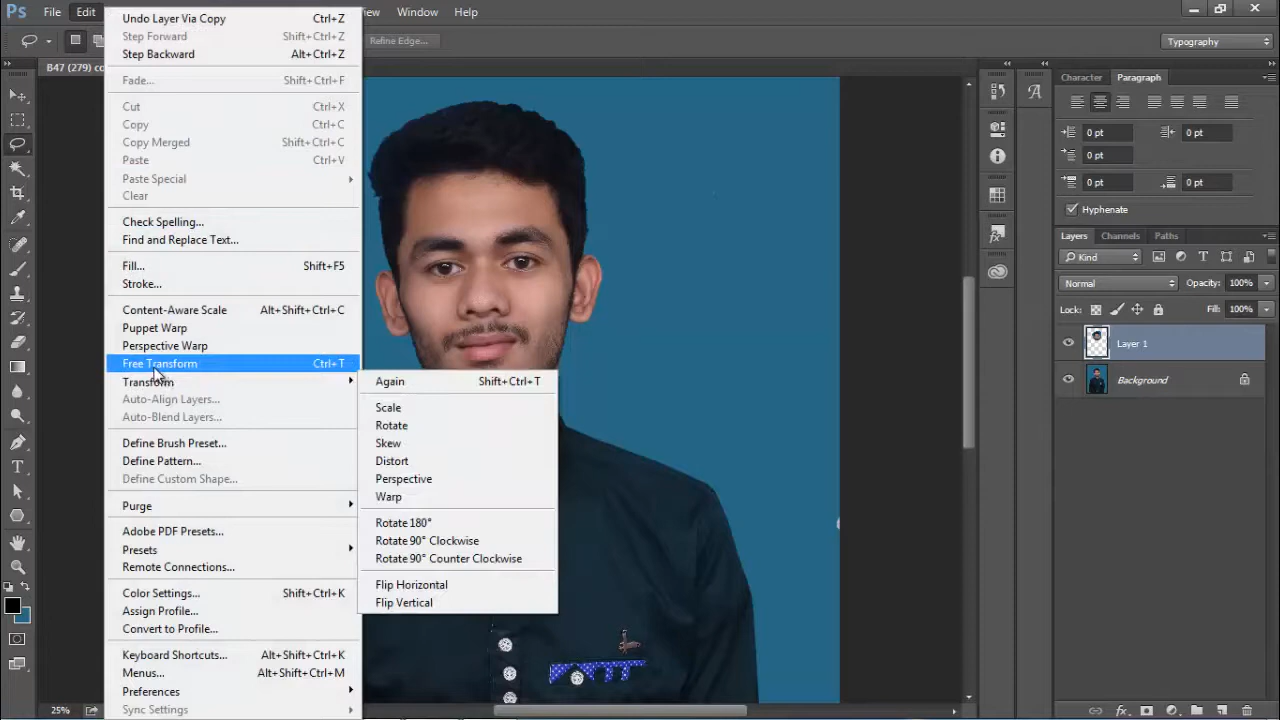 Ps File Edit Window Help
Refine Edge...
Typography
B47 (279)
Undo Layer Via Copy Ctrl+Z
Step Forward Shift+Ctrl+Z
Step Backward Alt+Ctrl+Z
Fade... Shift+Ctrl+F
Cut Ctrl+X
Copy Ctrl+C
Copy Merged Shift+Ctrl+C
Paste Ctrl+V
Paste Special
Clear
Check Spelling...
Find and Replace Text...
Fill... Shift+F5
Stroke...
Content-Aware Scale Alt+Shift+Ctrl+C
Puppet Warp
Perspective Warp
Free Transform Ctrl+T
Transform
Auto-Align Layers...
Auto-Blend Layers...
Define Brush Preset...
Define Pattern...
Define Custom Shape...
Purge
Adobe PDF Presets...
Presets
Remote Connections...
Color Settings... Shift+Ctrl+K
Assign Profile...
Convert to Profile...
Keyboard Shortcuts... Alt+Shift+Ctrl+K
Menus... Alt+Shift+Ctrl+M
Preferences
Sync Settings
Again Shift+Ctrl+T
Scale
Rotate
Skew
Distort
Perspective
Warp
Rotate 180°
Rotate 90° Clockwise
Rotate 90° Counter Clockwise
Flip Horizontal
Flip Vertical
Character Paragraph
0 pt 0 pt
0 pt
0 pt 0 pt
Hyphenate
Layers Channels Paths
Kind
Normal Opacity: 100%
Lock: Fill: 100%
Layer 1
Background
25%